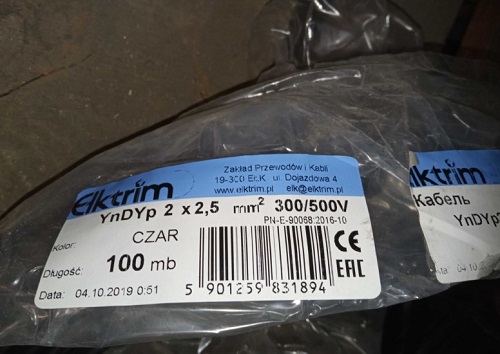 Elktrim
Zakład Przewodów i Kabli
19-300 EŁK ul. Dojazdowa 4
www.elktrim.pl elk@elktrim.pl
YnDYp 2 x 2,5 mm² 300/500V
PN-E-90068:2016-10
Kolor: CZAR
Długość: 100 mb
Data: 04.10.2019 0:51
CE
EAC
5 901259 831894
ktrim
Кабель
YnDYp